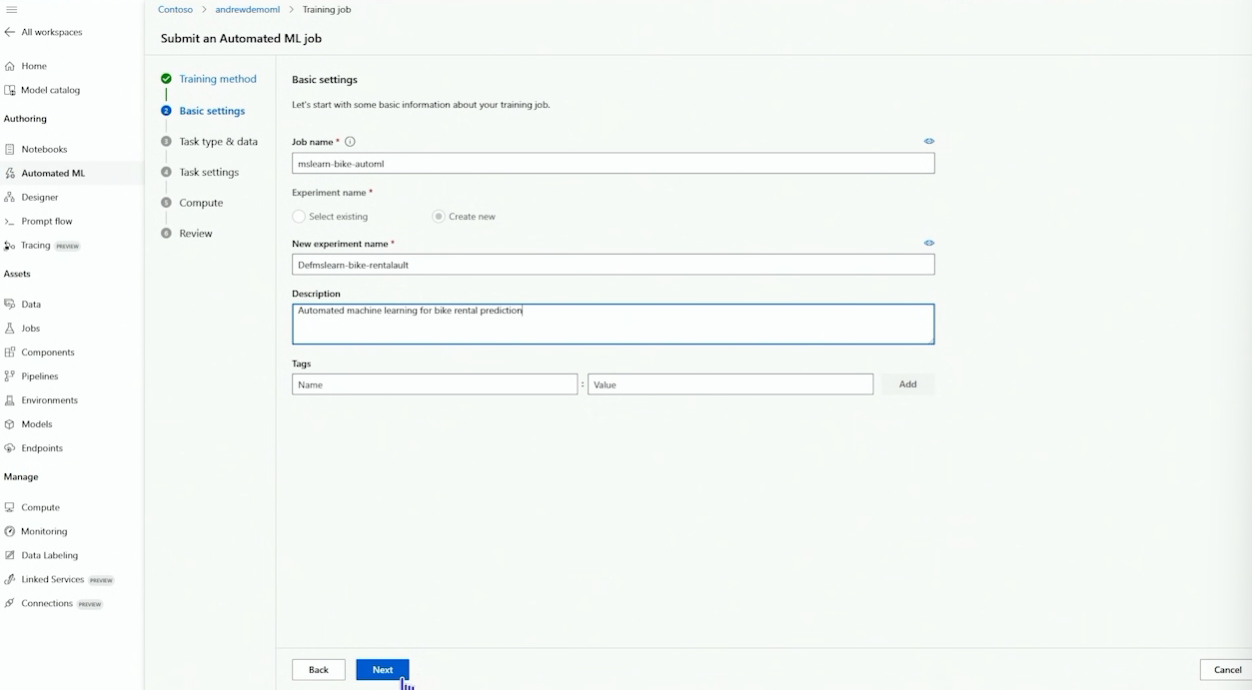 Contoso > andrewdemoml > Training job
All workspaces
Home
Model catalog
Authoring
Notebooks
Automated ML
Designer
Prompt flow
Tracing PREVIEW
Assets
Data
Jobs
Components
Pipelines
Environments
Models
Endpoints
Manage
Compute
Monitoring
Data Labeling
Linked Services PREVIEW
Connections PREVIEW
Submit an Automated ML job
Training method
2 Basic settings
3 Task type & data
4 Task settings
5 Compute
6 Review
Basic settings
Let's start with some basic information about your training job.
Job name *
mslearn-bike-automl
Experiment name *
Select existing
Create new
New experiment name *
Defmslearn-bike-rentalault
Description
Automated machine learning for bike rental prediction
Tags
Name : Value Add
Back Next Cancel